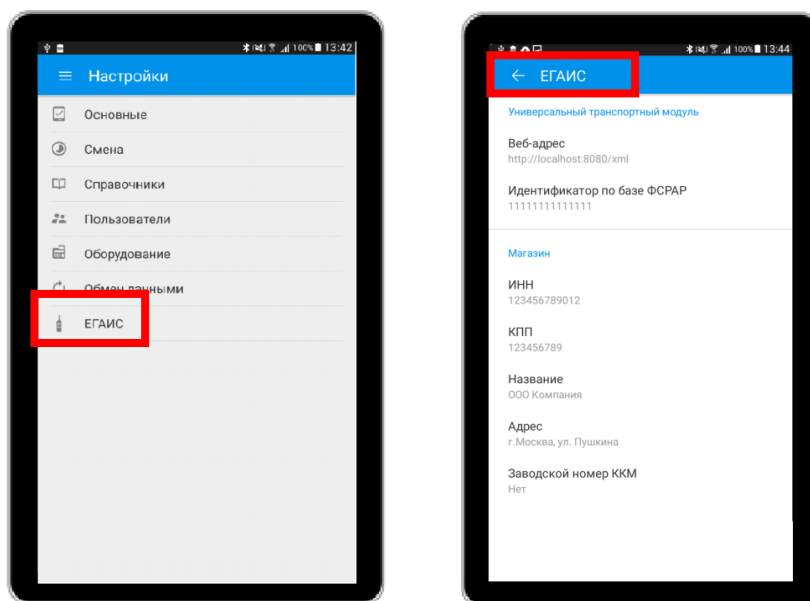 13:42
Настройки
Основные
Смена
Справочники
Пользователи
Оборудование
Обмен данными
ЕГАИС
100% 13:44
ЕГАИС
Универсальный транспортный модуль
Веб-адрес
http://localhost:8080/xml
Идентификатор по базе ФСРАР
11111111111111
Магазин
ИНН
123456789012
КПП
123456789
Название
ООО Компания
Адрес
г.Москва, ул. Пушкина
Заводской номер ККМ
Нет